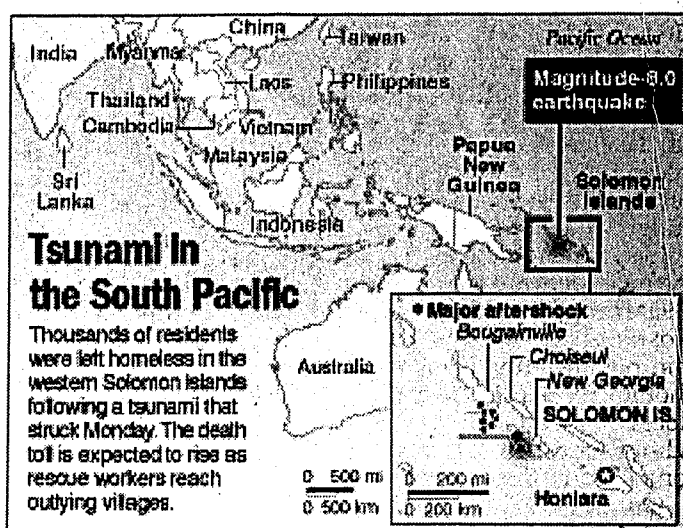 China
Taiwan
Pacific Ocean
India
Myanmar
Laos
Philippines
Magnitude-8.0
earthquake
Thailand
Cambodia
Vietnam
Malaysia
Papua
New
Guinea
Solomon
Islands
Sri
Lanka
Indonesia
Tsunami in
the South Pacific
Thousands of residents
were left homeless in the
western Solomon Islands
following a tsunami that
struck Monday. The death
toll is expected to rise as
rescue workers reach
outlying villages.
Australia
0 500 mi
0 500 km
Major aftershock
Bougainville
Choiseul
New Georgia
SOLOMON IS.
0 200 mi
0 200 km
Honiara